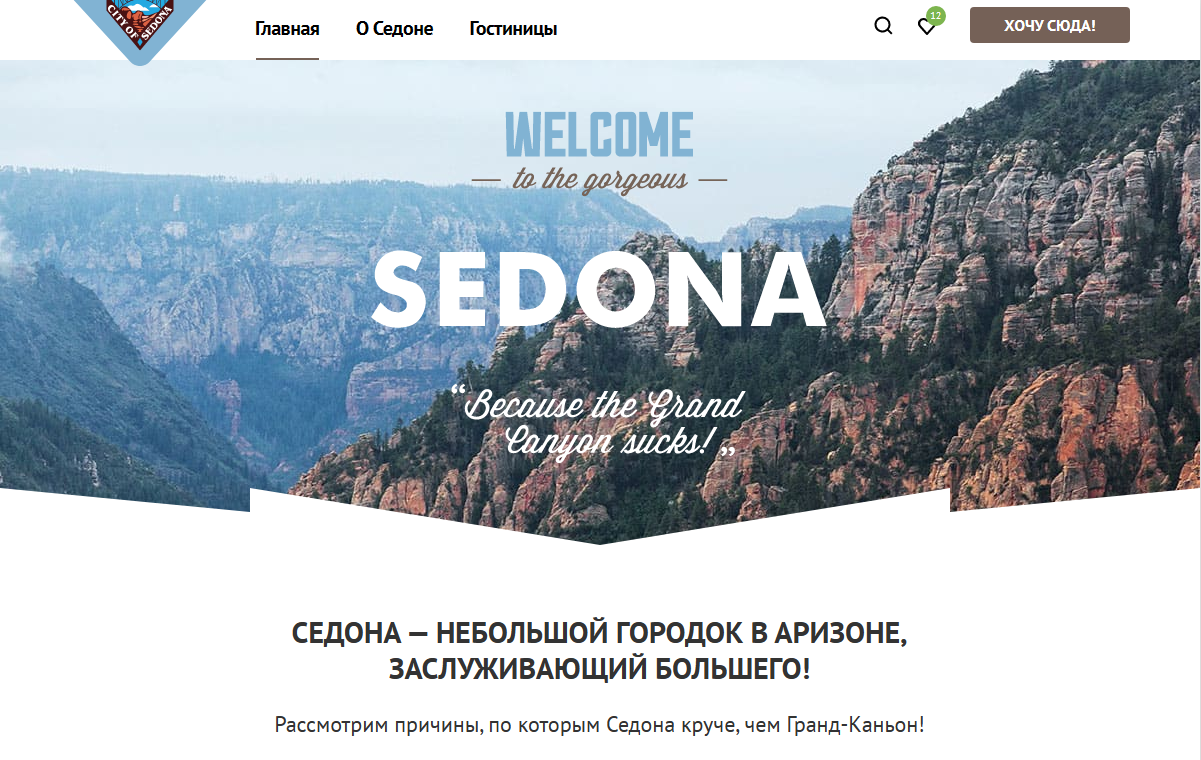 CITY OF SEDONA
Главная
О Седоне
Гостиницы
12
ХОЧУ СЮДА!
WELCOME
— to the gorgeous —
SEDONA
“Because the Grand
Canyon sucks!„
СЕДОНА — НЕБОЛЬШОЙ ГОРОДОК В АРИЗОНЕ,
ЗАСЛУЖИВАЮЩИЙ БОЛЬШЕГО!
Рассмотрим причины, по которым Седона круче, чем Гранд-Каньон!